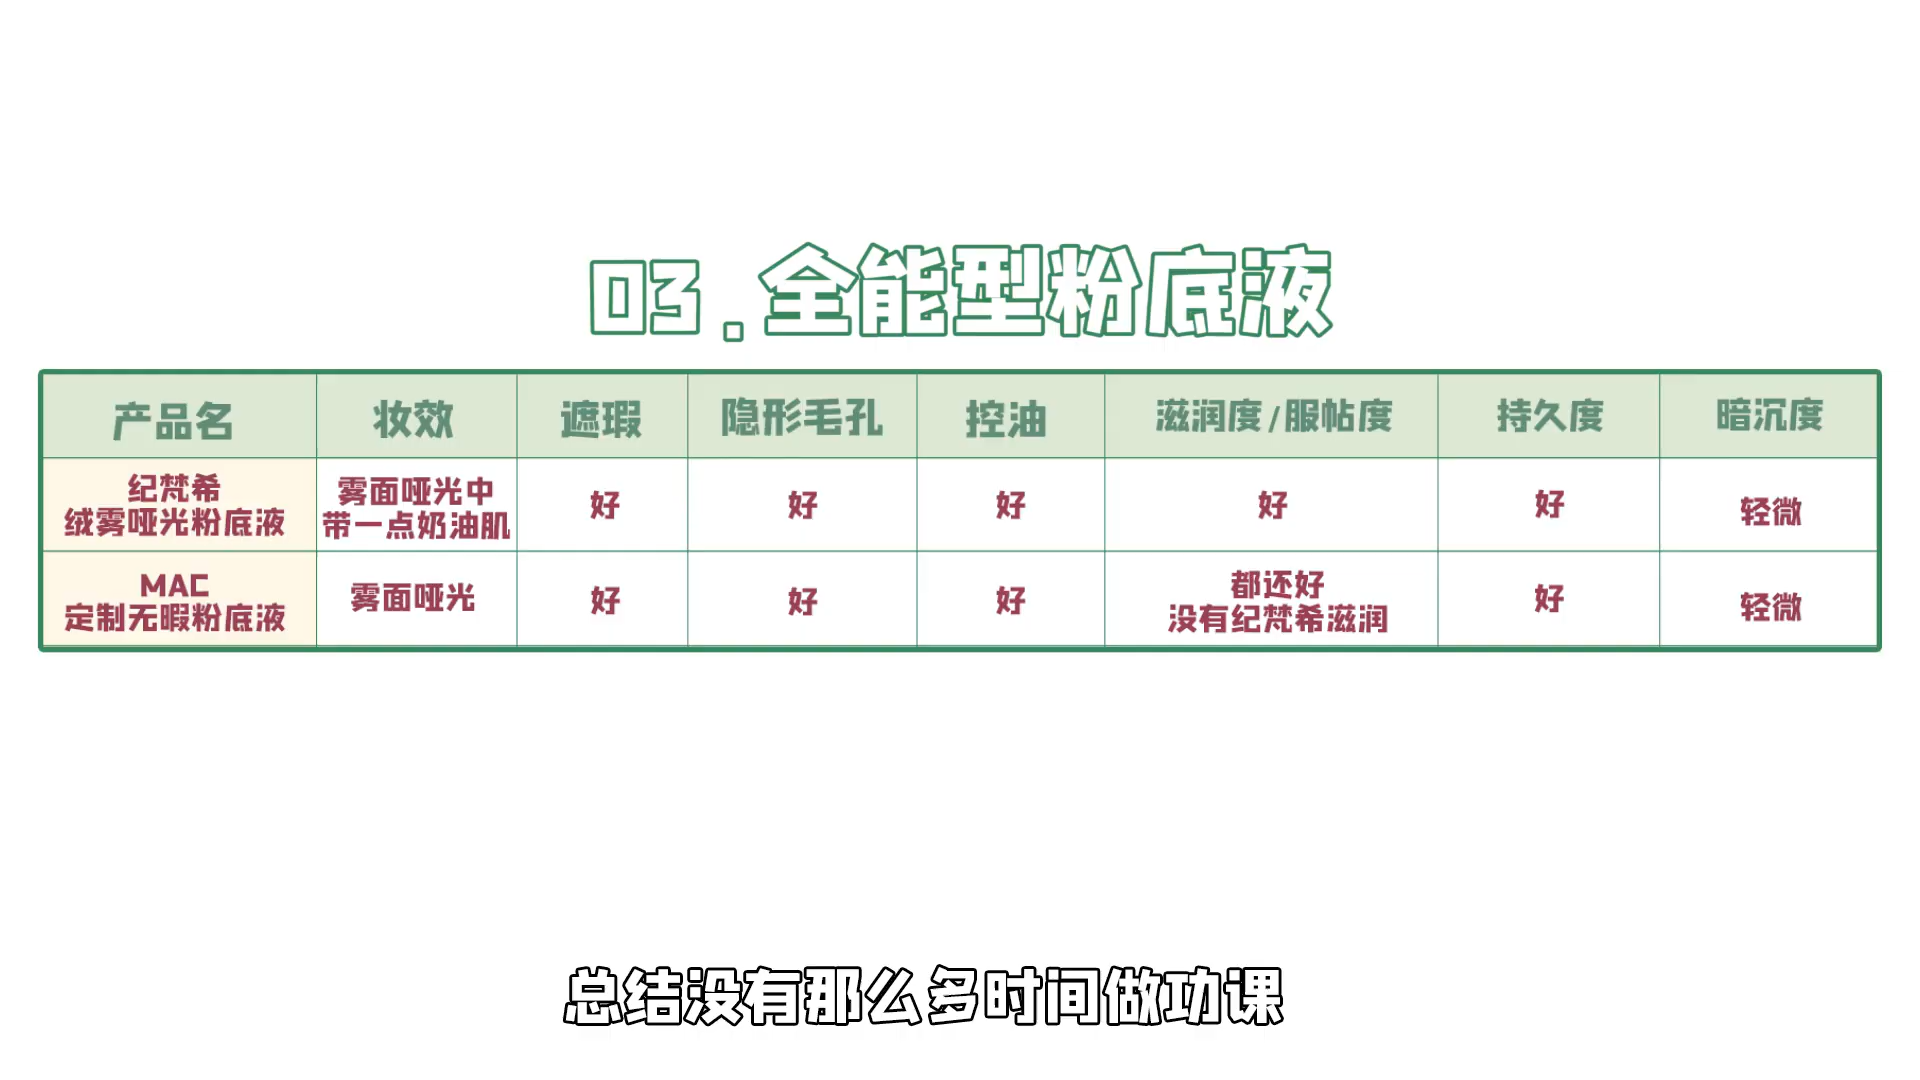 03.全能型粉底液
产品名 妆效 遮瑕 隐形毛孔 控油 滋润度/服帖度 持久度 暗沉度
纪梵希
绒雾哑光粉底液
雾面哑光中
带一点奶油肌
好 好 好 好 好 轻微
MAC
定制无暇粉底液
雾面哑光 好 好 好
都还好
没有纪梵希滋润
好 轻微
总结没有那么多时间做功课